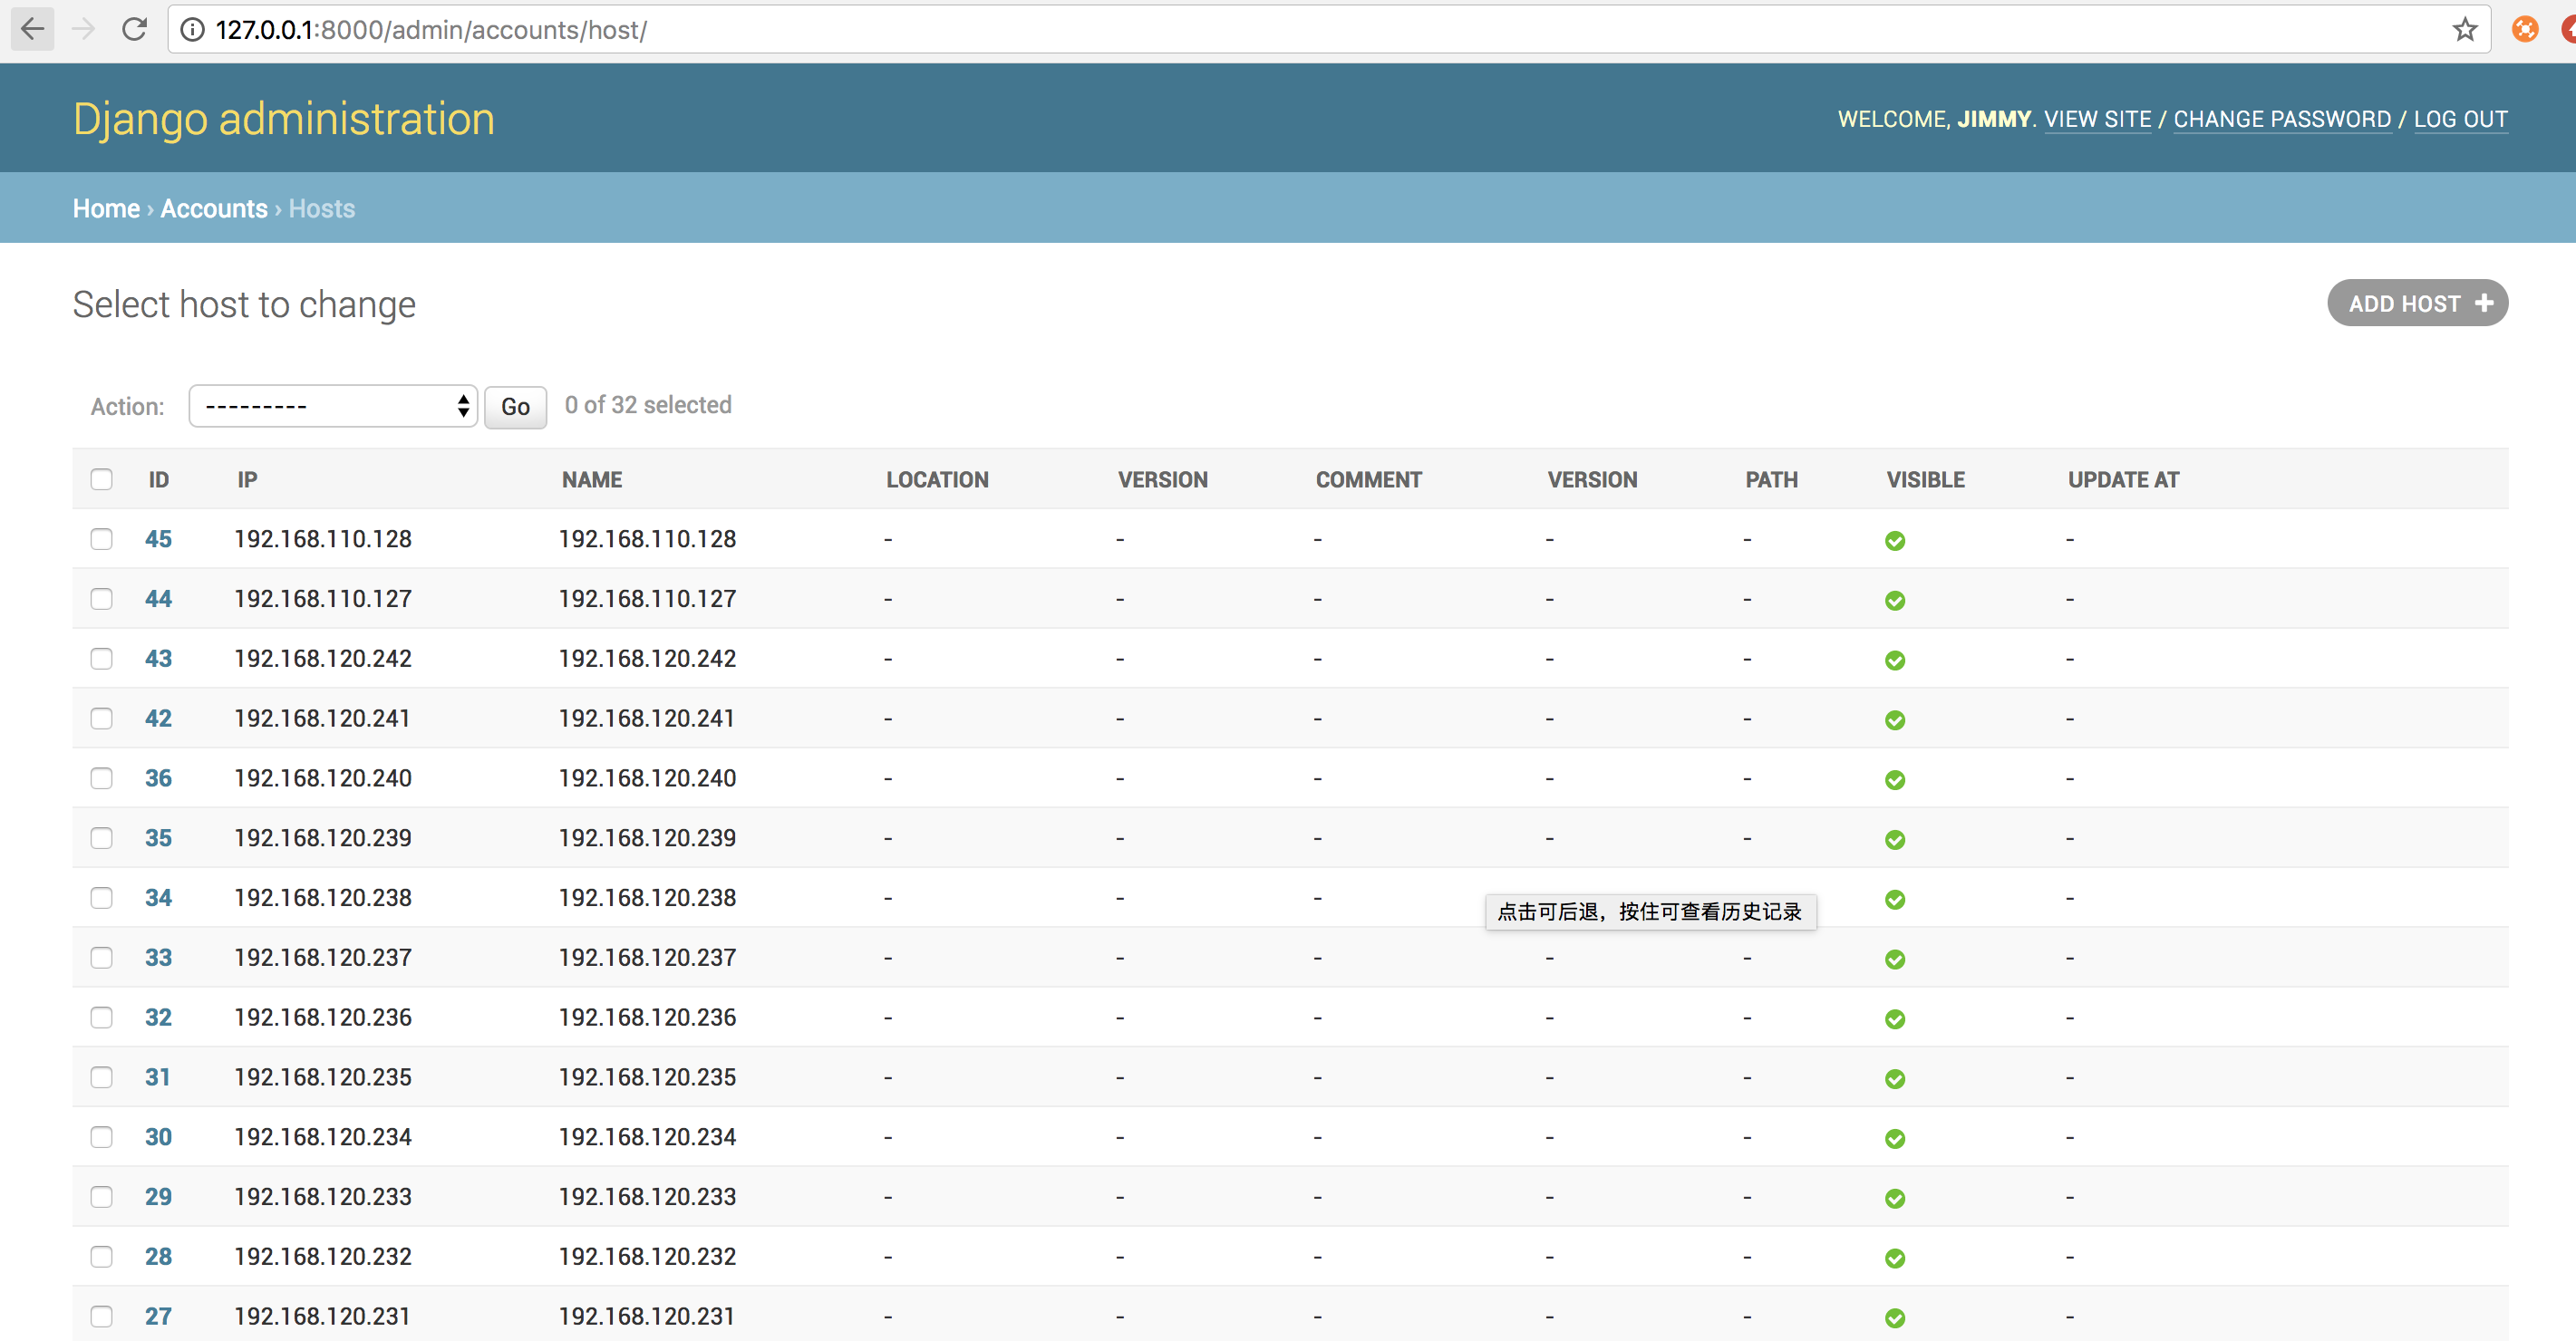 127.0.0.1:8000/admin/accounts/host/
Django administration
WELCOME, JIMMY. VIEW SITE / CHANGE PASSWORD / LOG OUT
Home › Accounts › Hosts
Select host to change
ADD HOST +
Action: --------- Go 0 of 32 selected
ID IP NAME LOCATION VERSION COMMENT VERSION PATH VISIBLE UPDATE AT
45 192.168.110.128 192.168.110.128 - - - - - -
44 192.168.110.127 192.168.110.127 - - - - - -
43 192.168.120.242 192.168.120.242 - - - - - -
42 192.168.120.241 192.168.120.241 - - - - - -
36 192.168.120.240 192.168.120.240 - - - - - -
35 192.168.120.239 192.168.120.239 - - - - - -
34 192.168.120.238 192.168.120.238 - - - -
点击可后退，按住可查看历史记录
33 192.168.120.237 192.168.120.237 - - - - - -
32 192.168.120.236 192.168.120.236 - - - - - -
31 192.168.120.235 192.168.120.235 - - - - - -
30 192.168.120.234 192.168.120.234 - - - - - -
29 192.168.120.233 192.168.120.233 - - - - - -
28 192.168.120.232 192.168.120.232 - - - - - -
27 192.168.120.231 192.168.120.231 - - - - - -